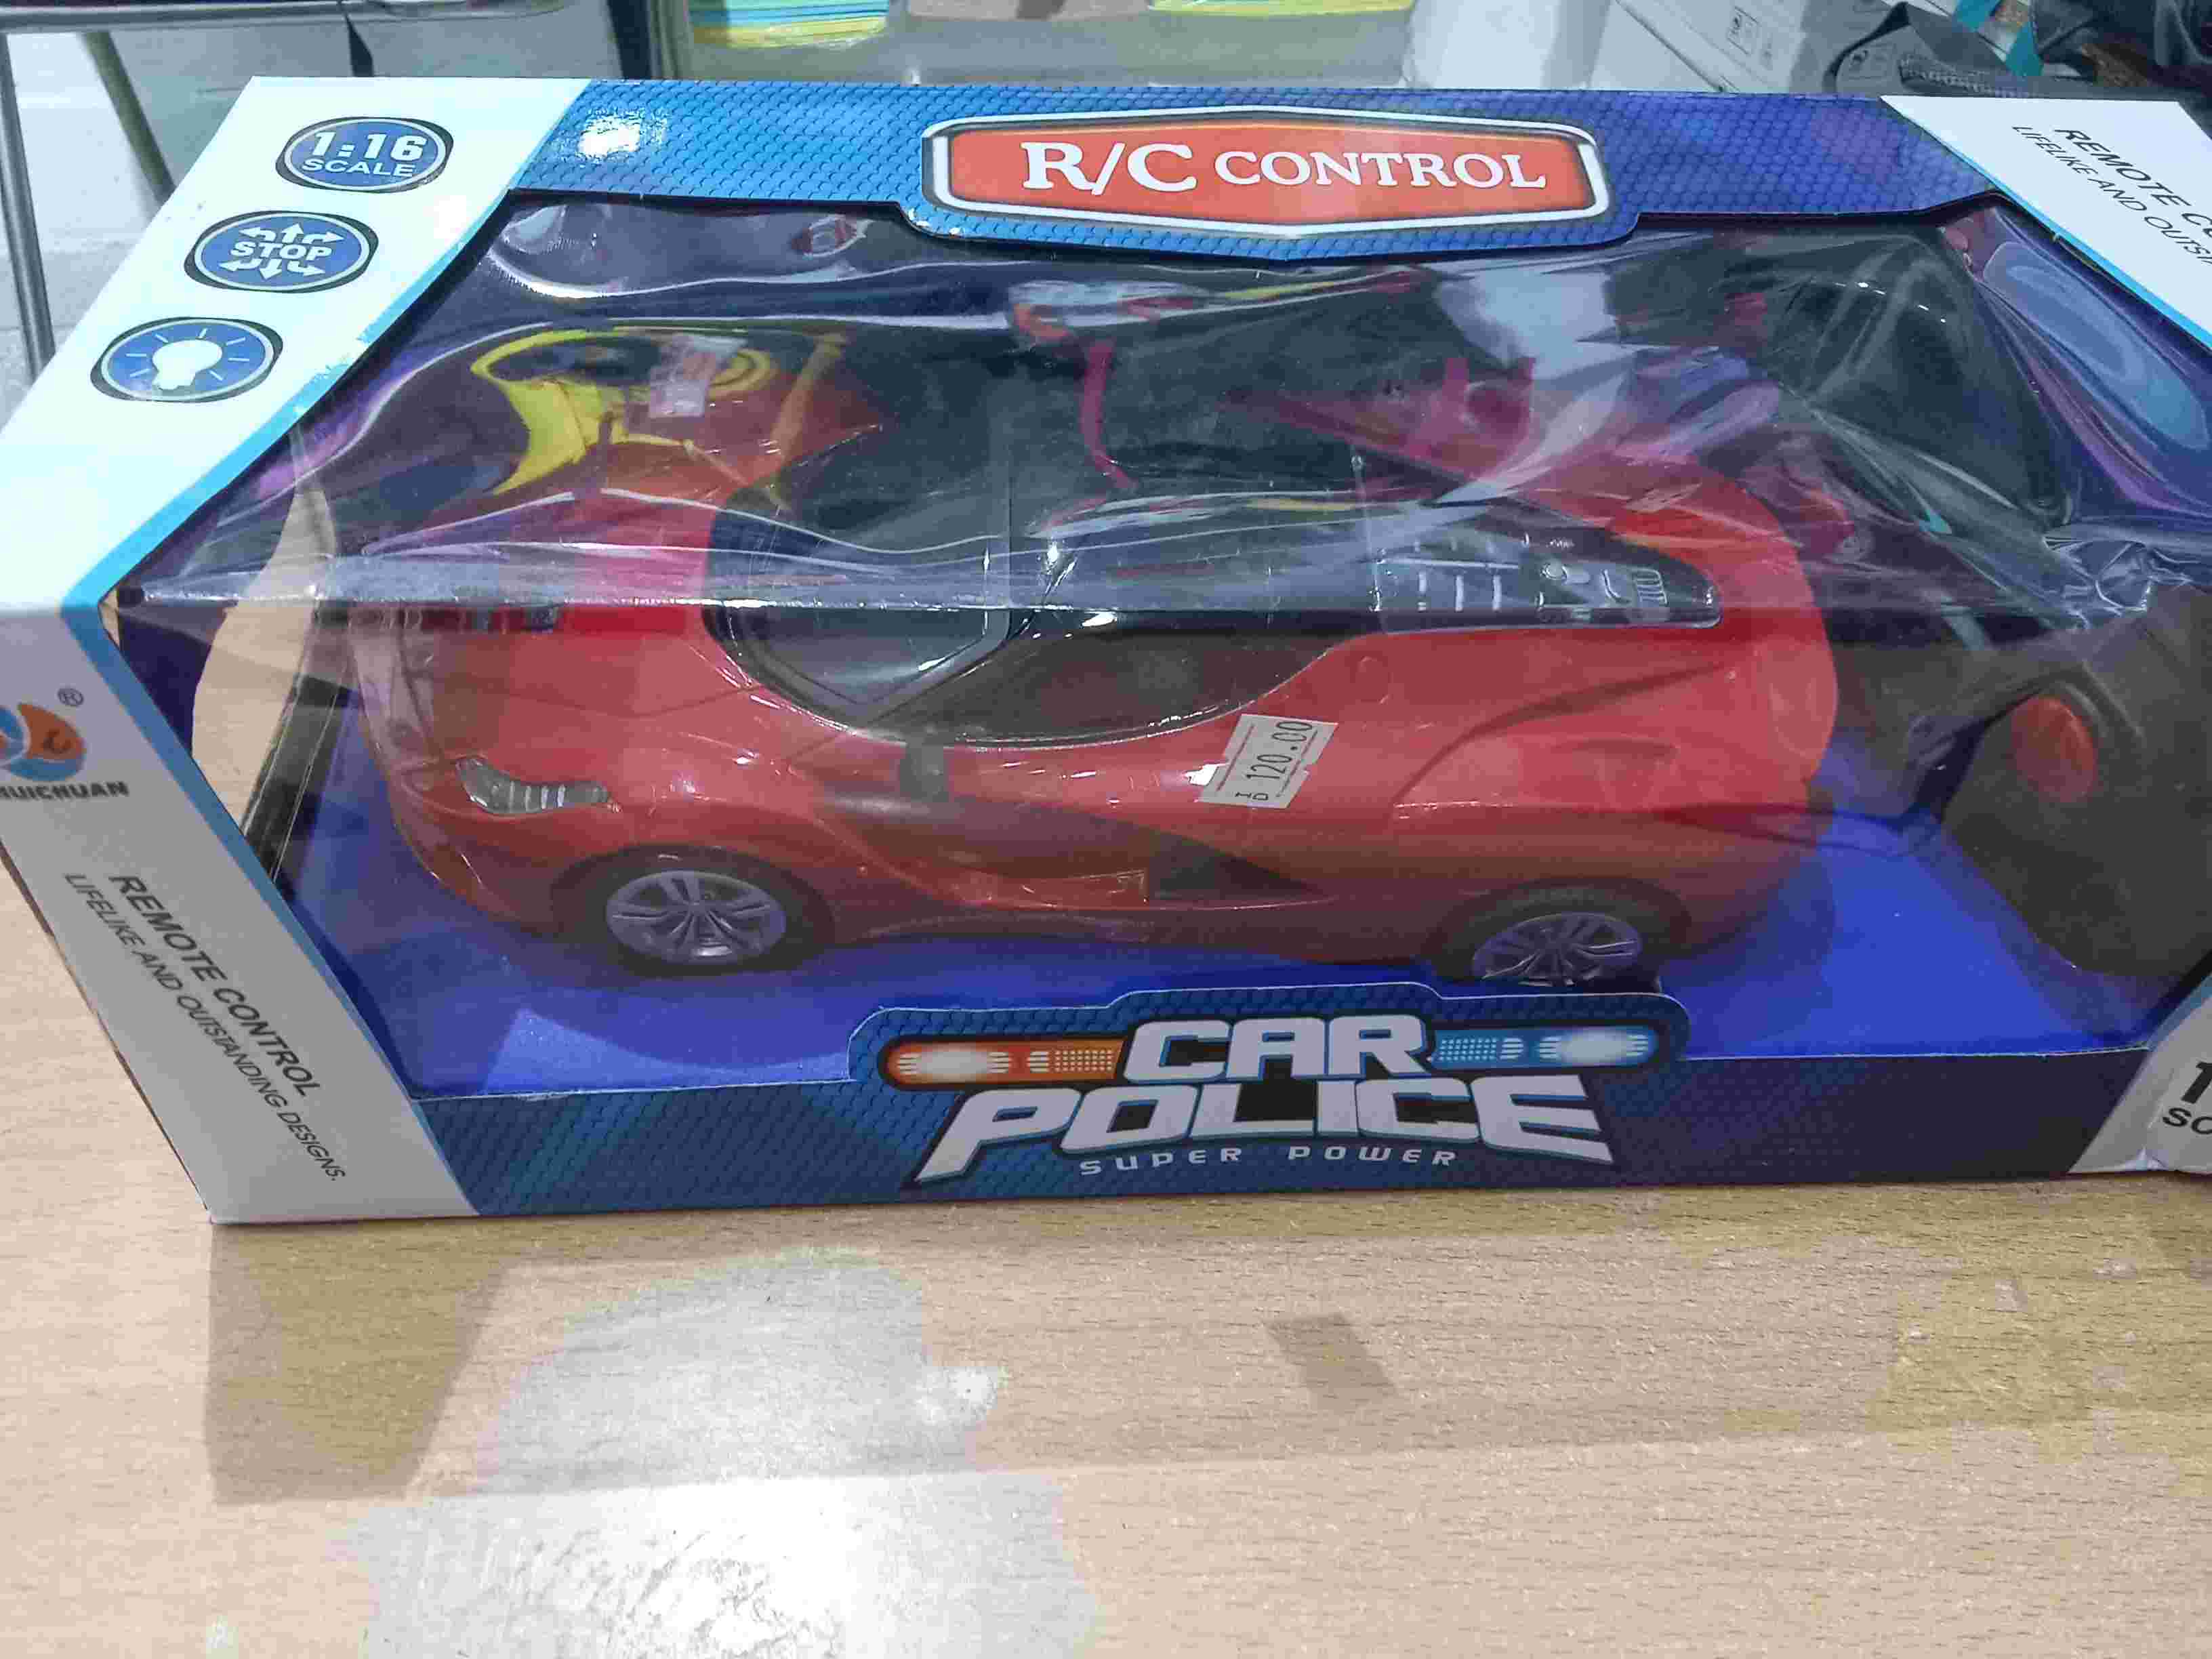 1:16
SCALE
STOP
R/C CONTROL
REMOTE
LIFELIKE AND
120.00
®
HUICHUAN
REMOTE CONTROL
LIFELIKE AND OUTSTANDING DESIGNS.
CAR
POLICE
SUPER POWER